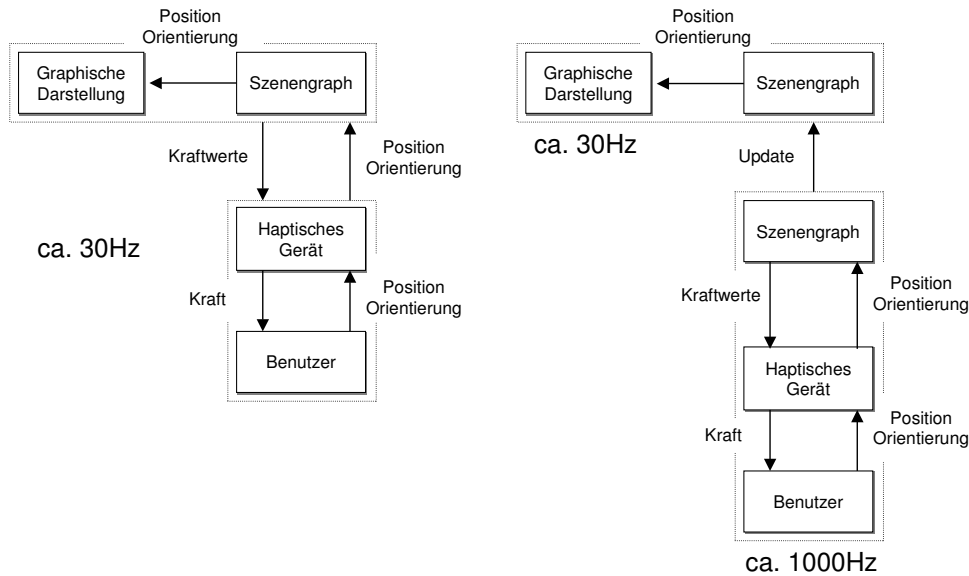 Position
Orientierung
Graphische
Darstellung
Szenengraph
Kraftwerte
Position
Orientierung
ca. 30Hz
Haptisches
Gerät
Kraft
Position
Orientierung
Benutzer
Position
Orientierung
Graphische
Darstellung
Szenengraph
ca. 30Hz
Update
Szenengraph
Kraftwerte
Position
Orientierung
Haptisches
Gerät
Kraft
Position
Orientierung
Benutzer
ca. 1000Hz